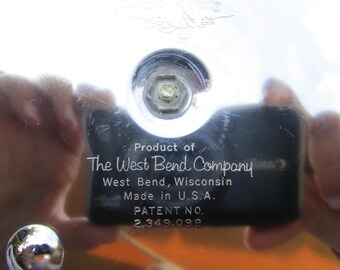 Product of
The West Bend Company
West Bend, Wisconsin
Made in U.S.A.
PATENT NO.
2,349,099